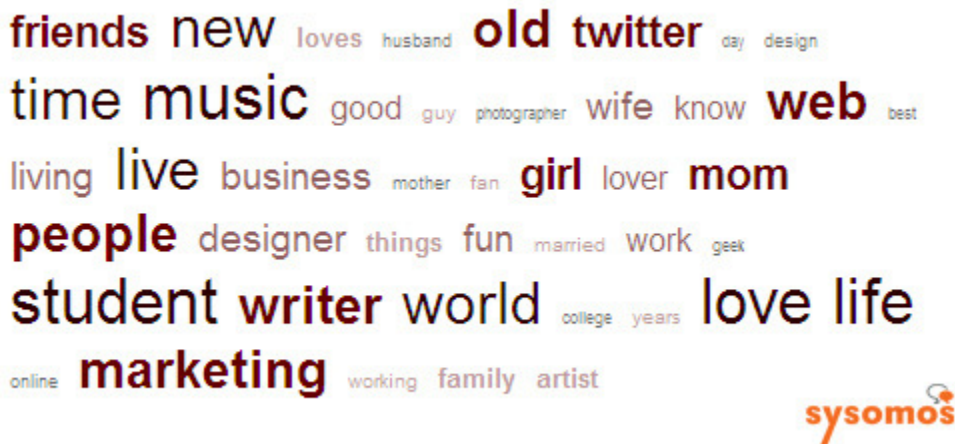 friends new loves husband old twitter day design
time music good guy photographer wife know web best
living live business mother fan girl lover mom
people designer things fun married work geek
student writer world college years love life
online marketing working family artist
sysomos